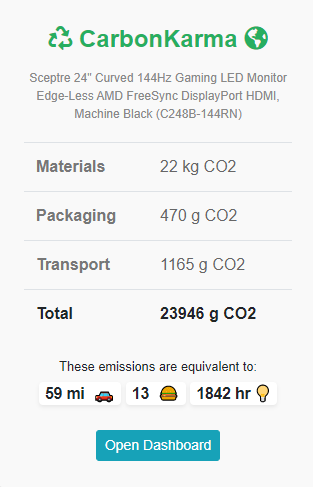 CarbonKarma
Sceptre 24" Curved 144Hz Gaming LED Monitor
Edge-Less AMD FreeSync DisplayPort HDMI,
Machine Black (C248B-144RN)
Materials 22 kg CO2
Packaging 470 g CO2
Transport 1165 g CO2
Total 23946 g CO2
These emissions are equivalent to:
59 mi 13 1842 hr
Open Dashboard